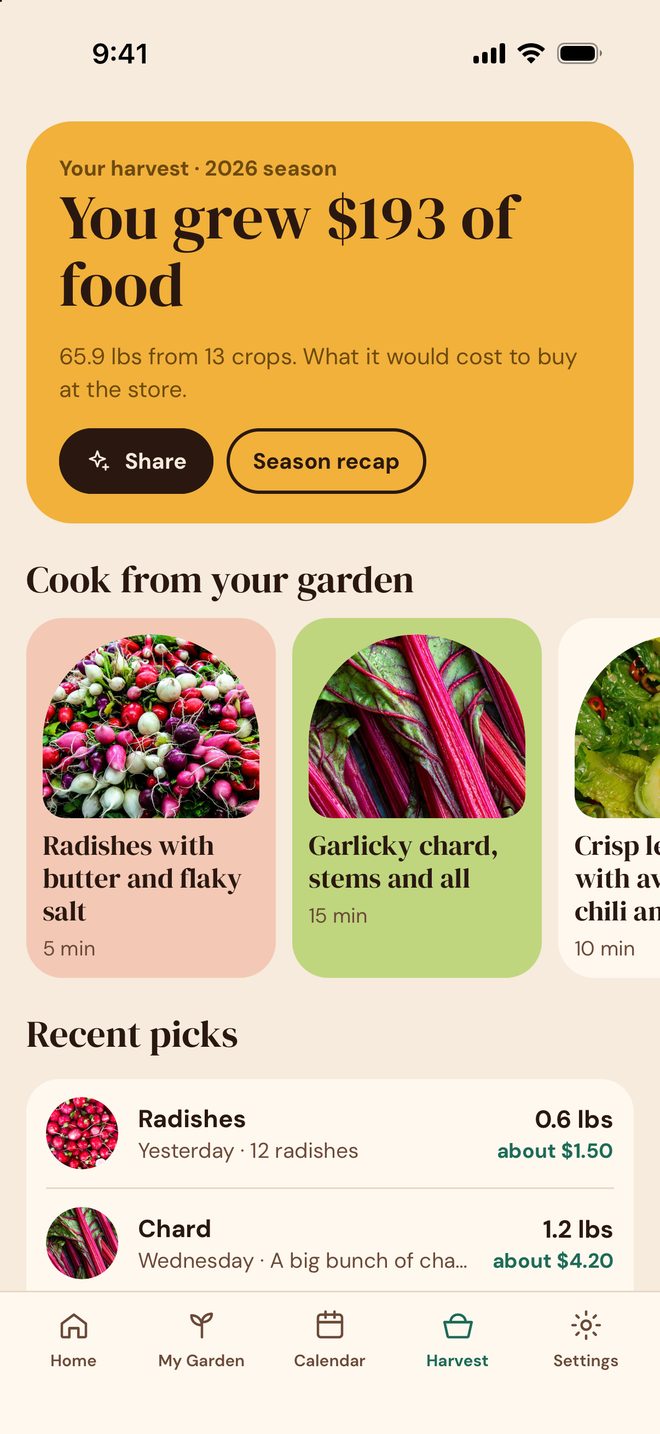 9:41
Your harvest · 2026 season
You grew $193 of
food
65.9 lbs from 13 crops. What it would cost to buy
at the store.
Share
Season recap
Cook from your garden
Radishes with
butter and flaky
salt
5 min
Garlicky chard,
stems and all
15 min
Crisp le
with av
chili an
10 min
Recent picks
Radishes
0.6 lbs
Yesterday · 12 radishes
about $1.50
Chard
1.2 lbs
Wednesday · A big bunch of cha...
about $4.20
Home
My Garden
Calendar
Harvest
Settings